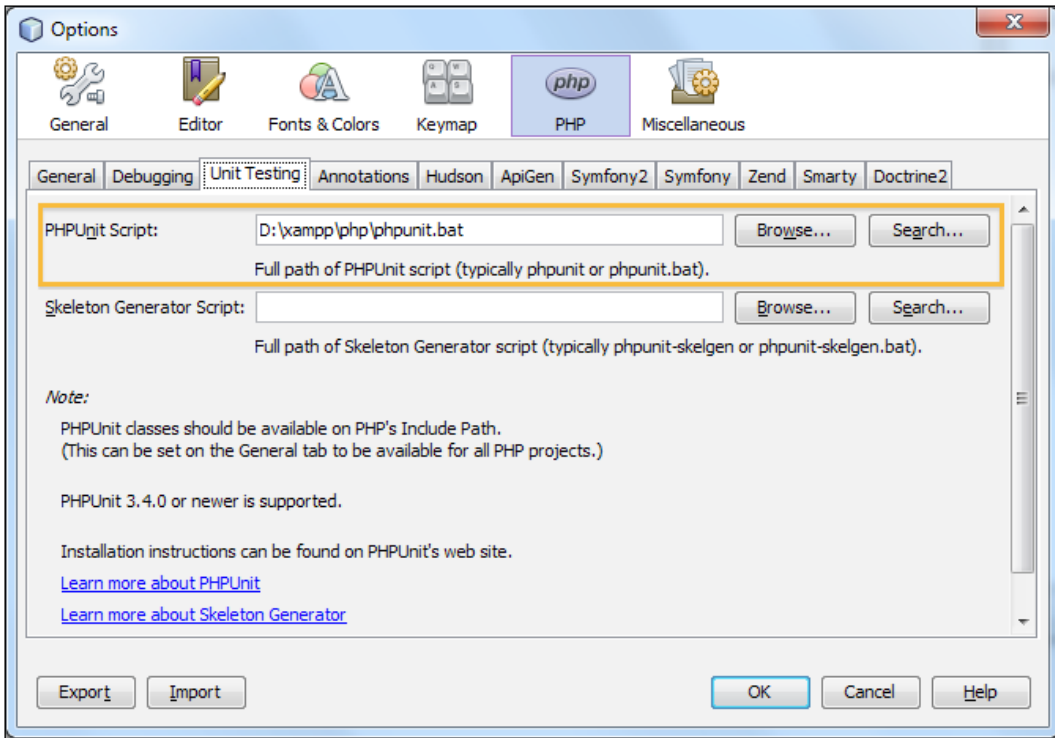 Options
General Editor Fonts & Colors Keymap php PHP Miscellaneous
General Debugging Unit Testing Annotations Hudson ApiGen Symfony2 Symfony Zend Smarty Doctrine2
PHPUnit Script: D:\xampp\php\phpunit.bat Browse... Search...
Full path of PHPUnit script (typically phpunit or phpunit.bat).
Skeleton Generator Script: Browse... Search...
Full path of Skeleton Generator script (typically phpunit-skelgen or phpunit-skelgen.bat).
Note:
PHPUnit classes should be available on PHP's Include Path.
(This can be set on the General tab to be available for all PHP projects.)
PHPUnit 3.4.0 or newer is supported.
Installation instructions can be found on PHPUnit's web site.
Learn more about PHPUnit
Learn more about Skeleton Generator
Export Import OK Cancel Help